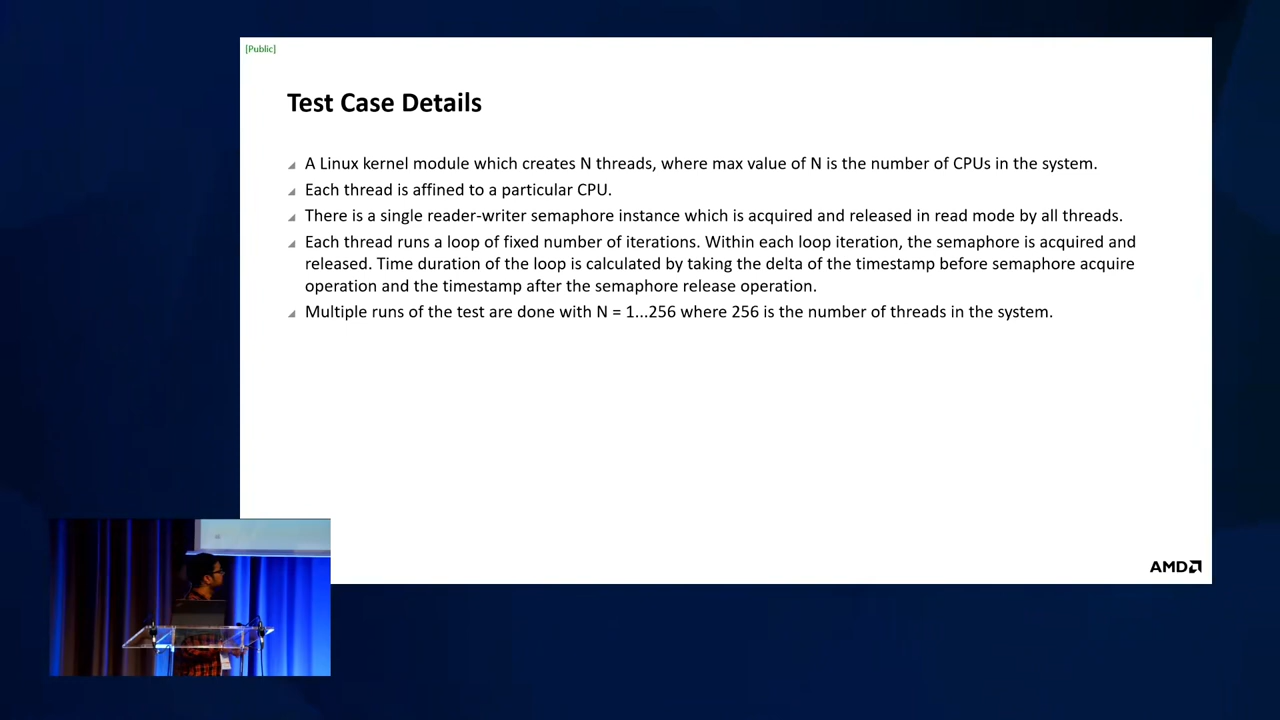 [Public]
Test Case Details
A Linux kernel module which creates N threads, where max value of N is the number of CPUs in the system.
Each thread is affined to a particular CPU.
There is a single reader-writer semaphore instance which is acquired and released in read mode by all threads.
Each thread runs a loop of fixed number of iterations. Within each loop iteration, the semaphore is acquired and
released. Time duration of the loop is calculated by taking the delta of the timestamp before semaphore acquire
operation and the timestamp after the semaphore release operation.
Multiple runs of the test are done with N = 1...256 where 256 is the number of threads in the system.
AMD